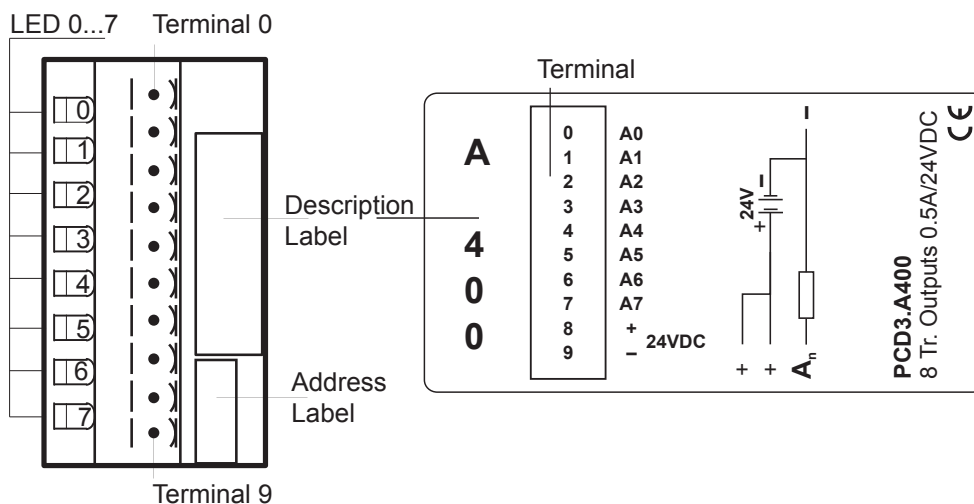 LED 0...7
Terminal 0
0
1
2
3
4
5
6
7
Description
Label
Address
Label
Terminal 9
Terminal
A
4
0
0
0 A0
1 A1
2 A2
3 A3
4 A4
5 A5
6 A6
7 A7
8 +
9 −
24VDC
24V
+ −
−
+ + An
PCD3.A400
8 Tr. Outputs 0.5A/24VDC
CE